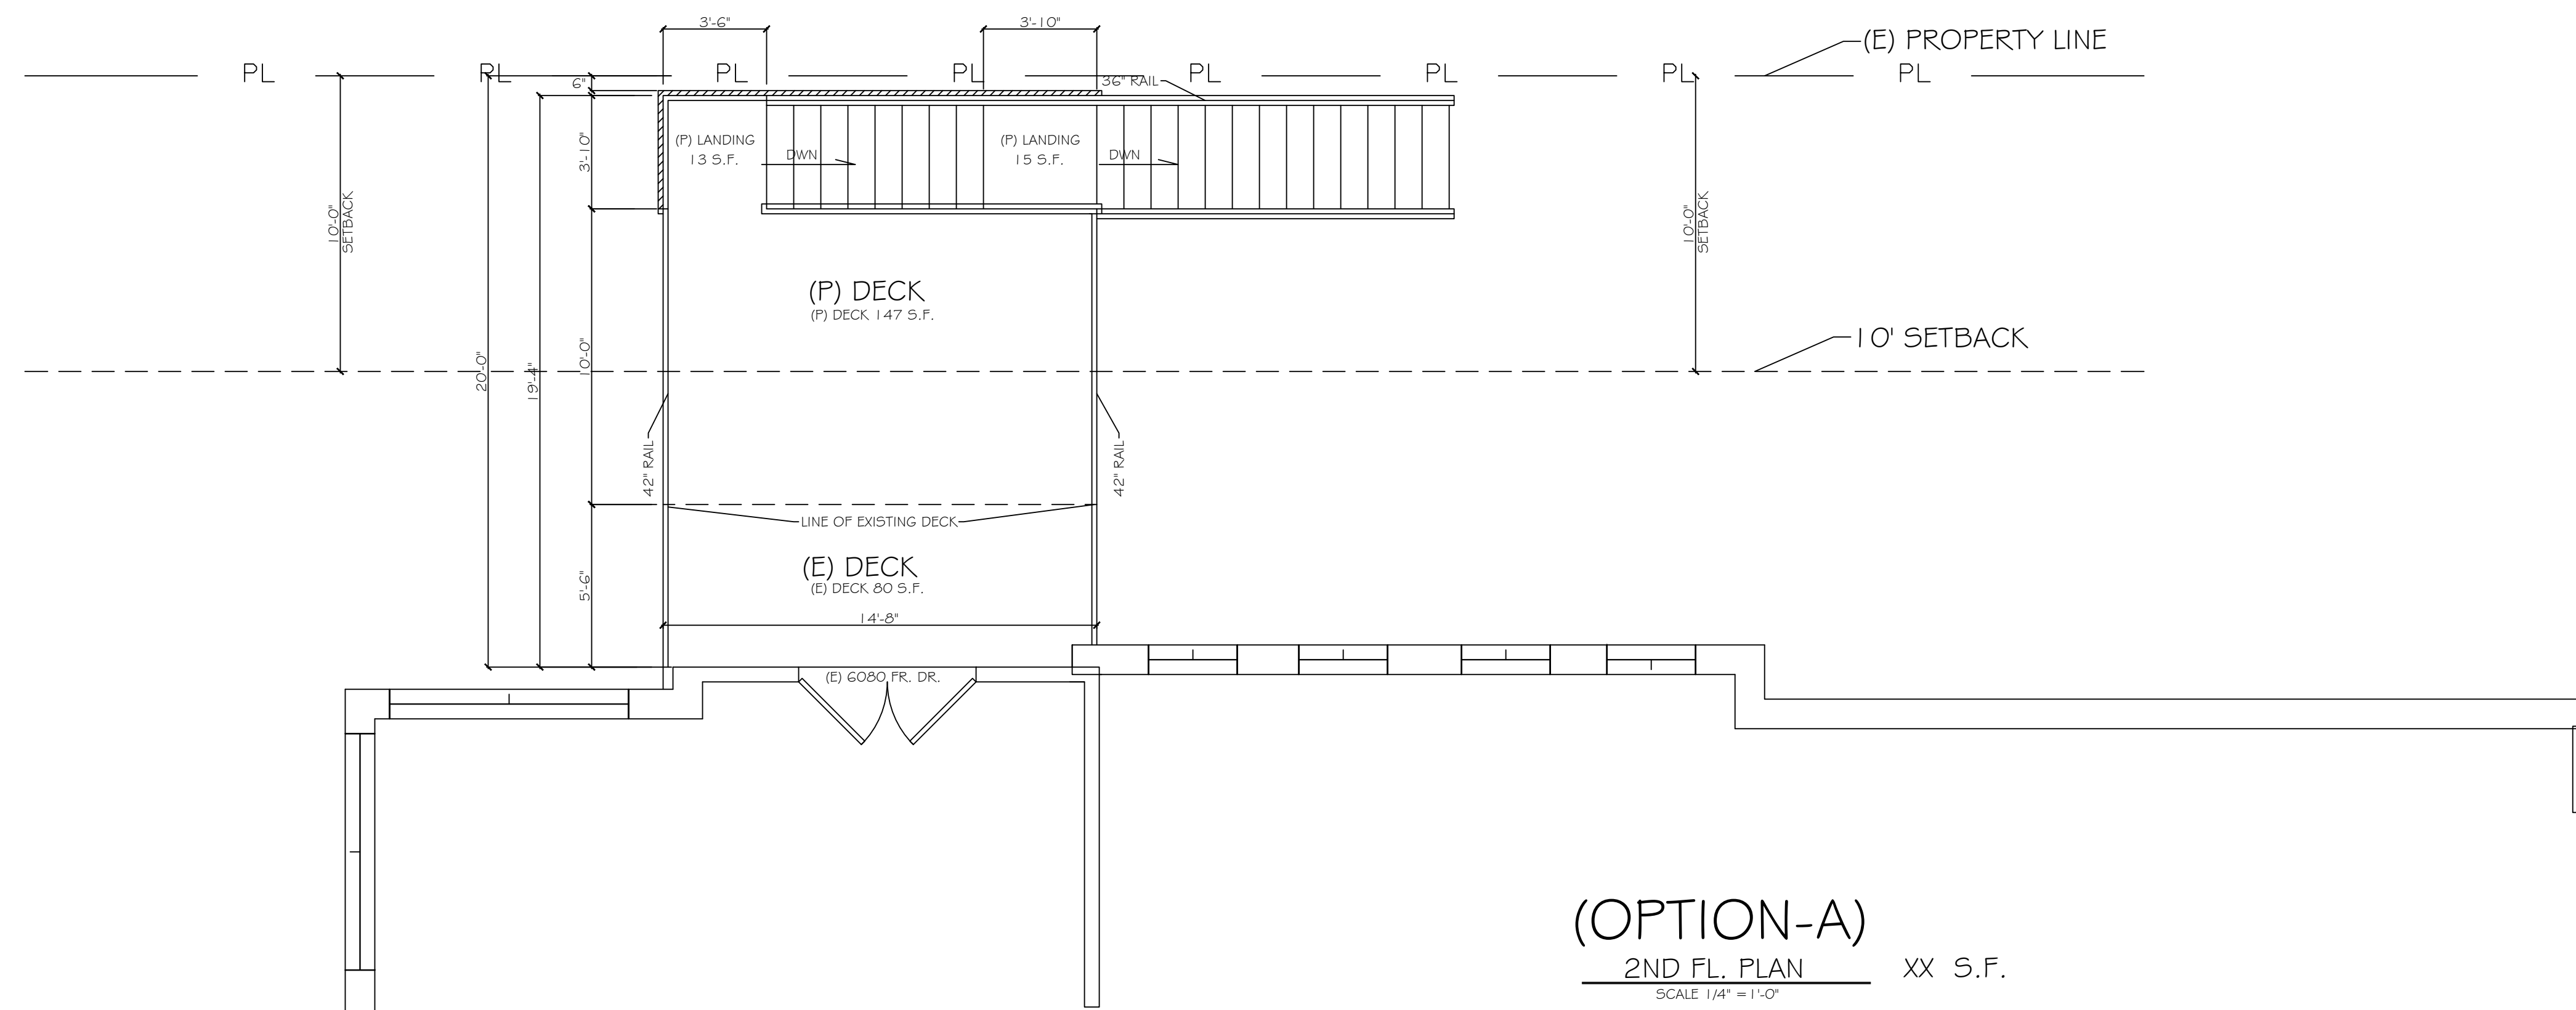 3'-6"
3'-10"
(E) PROPERTY LINE
PL
PL
PL
PL
PL
PL
PL
PL
6"
36" RAIL
(P) LANDING
13 S.F.
DWN
(P) LANDING
15 S.F.
DWN
3'-10"
10'-0"
SETBACK
10'-0"
SETBACK
(P) DECK
(P) DECK 147 S.F.
10' SETBACK
20'-0"
19'-4"
10'-0"
42" RAIL
42" RAIL
LINE OF EXISTING DECK
(E) DECK
(E) DECK 80 S.F.
5'-6"
14'-8"
(E) 6080 FR. DR.
(OPTION-A)
2ND FL. PLAN XX S.F.
SCALE 1/4" = 1'-0"